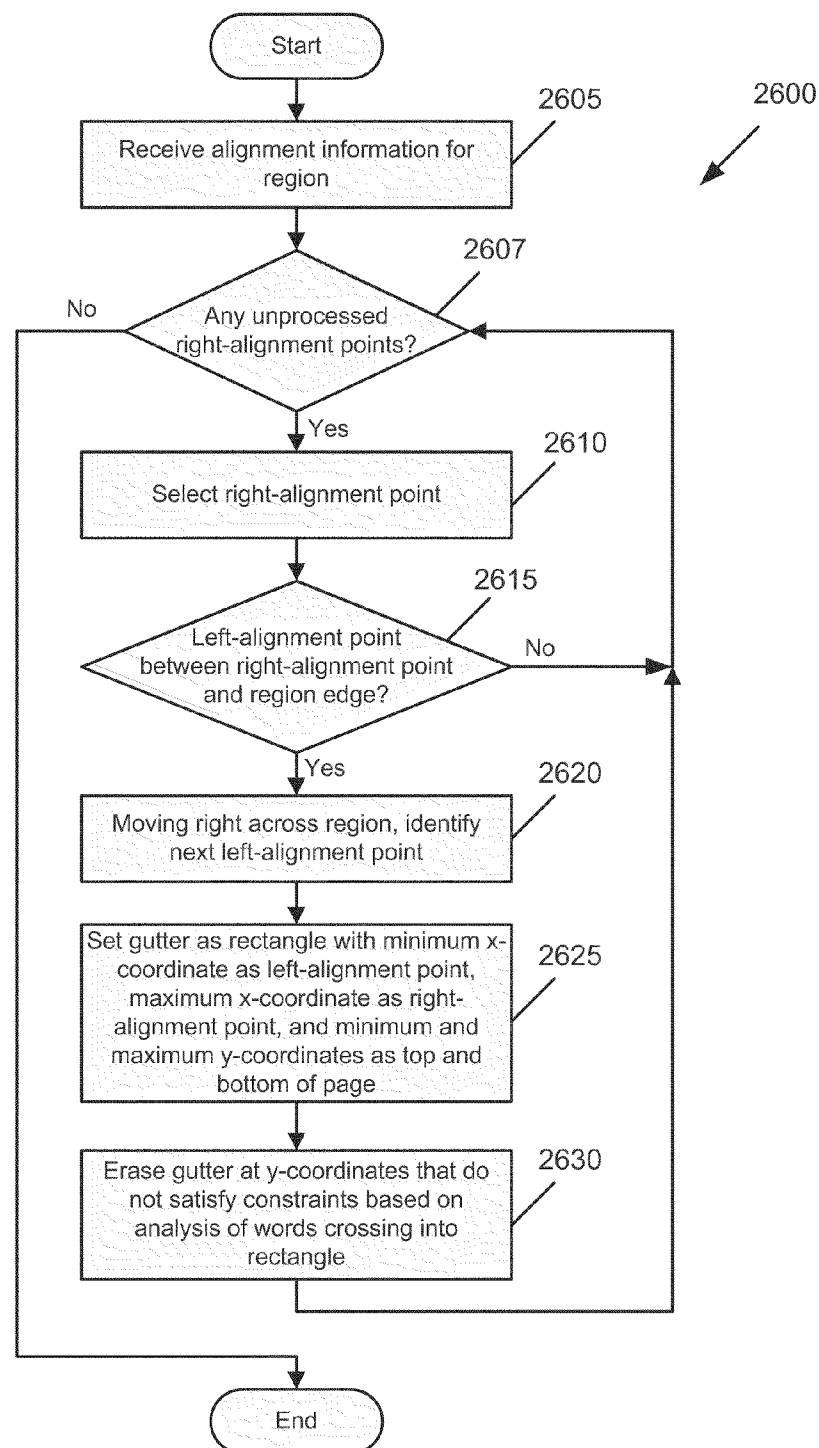 Start
2605
2600
Receive alignment information for
region
2607
No
Any unprocessed
right-alignment points?
Yes
2610
Select right-alignment point
2615
Left-alignment point
between right-alignment point
and region edge?
No
Yes
2620
Moving right across region, identify
next left-alignment point
Set gutter as rectangle with minimum x-
coordinate as left-alignment point,
maximum x-coordinate as right-
alignment point, and minimum and
maximum y-coordinates as top and
bottom of page
2625
Erase gutter at y-coordinates that do
not satisfy constraints based on
analysis of words crossing into
rectangle
2630
End